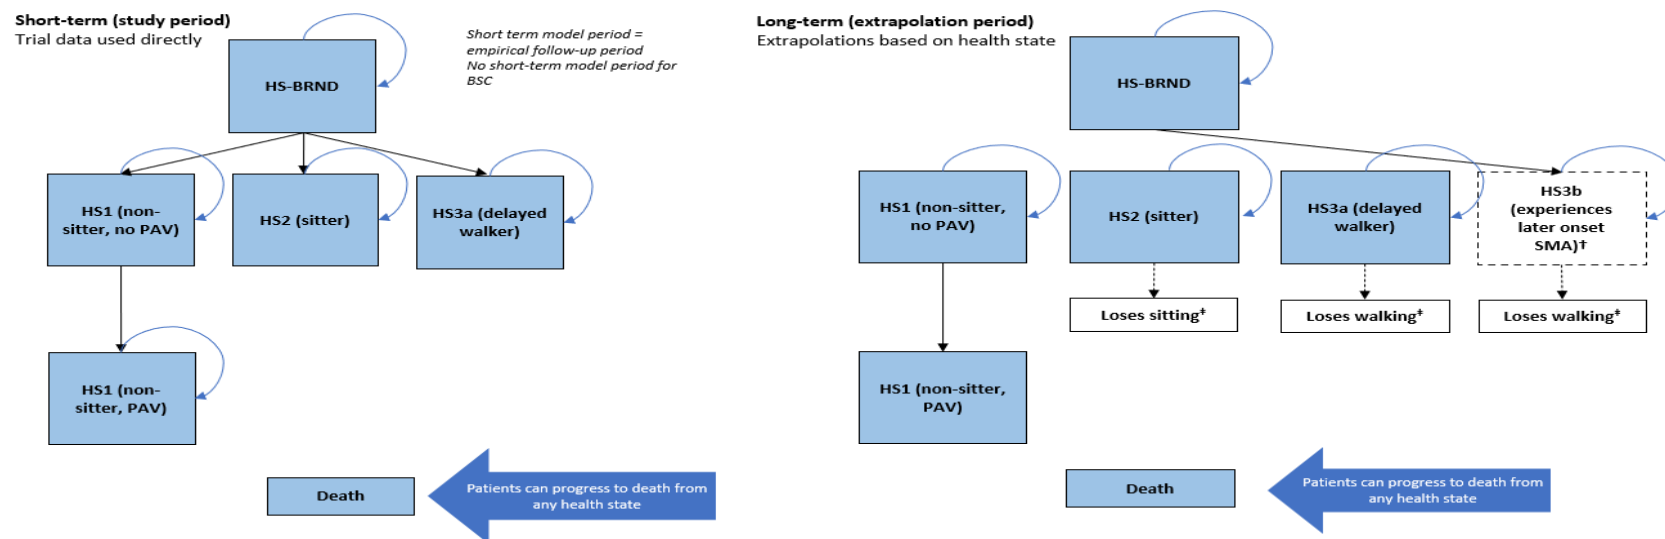 Short-term (study period)
Trial data used directly
Short term model period =
empirical follow-up period
No short-term model period for
BSC
HS-BRND
HS1 (non-
sitter, no PAV)
HS2 (sitter)
HS3a (delayed
walker)
HS1 (non-
sitter, PAV)
Death
Patients can progress to death from
any health state
Long-term (extrapolation period)
Extrapolations based on health state
HS-BRND
HS1 (non-sitter,
no PAV)
HS2 (sitter)
HS3a (delayed
walker)
HS3b
(experiences
later onset
SMA)†
Loses sitting‡
Loses walking‡
Loses walking‡
HS1 (non-sitter,
PAV)
Death
Patients can progress to death from
any health state